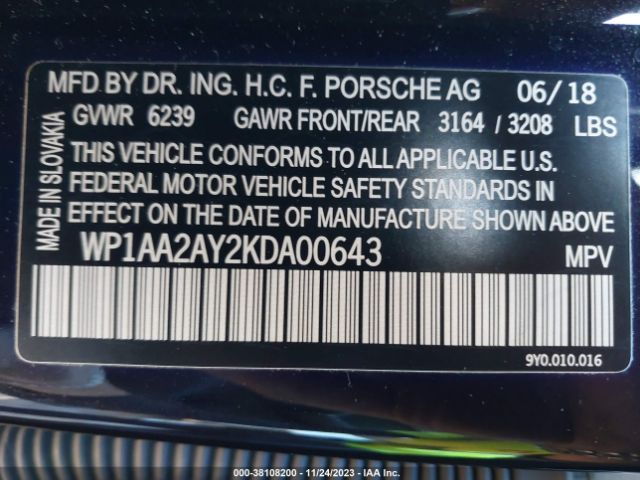 MFD BY DR. ING. H.C. F. PORSCHE AG 06/18
GVWR 6239 GAWR FRONT/REAR 3164 / 3208 LBS
THIS VEHICLE CONFORMS TO ALL APPLICABLE U.S.
FEDERAL MOTOR VEHICLE SAFETY STANDARDS IN
EFFECT ON THE DATE OF MANUFACTURE SHOWN ABOVE
MADE IN SLOVAKIA
WP1AA2AY2KDA00643 MPV
9Y0.010.016
000-38108200 - 11/24/2023 - IAA Inc.